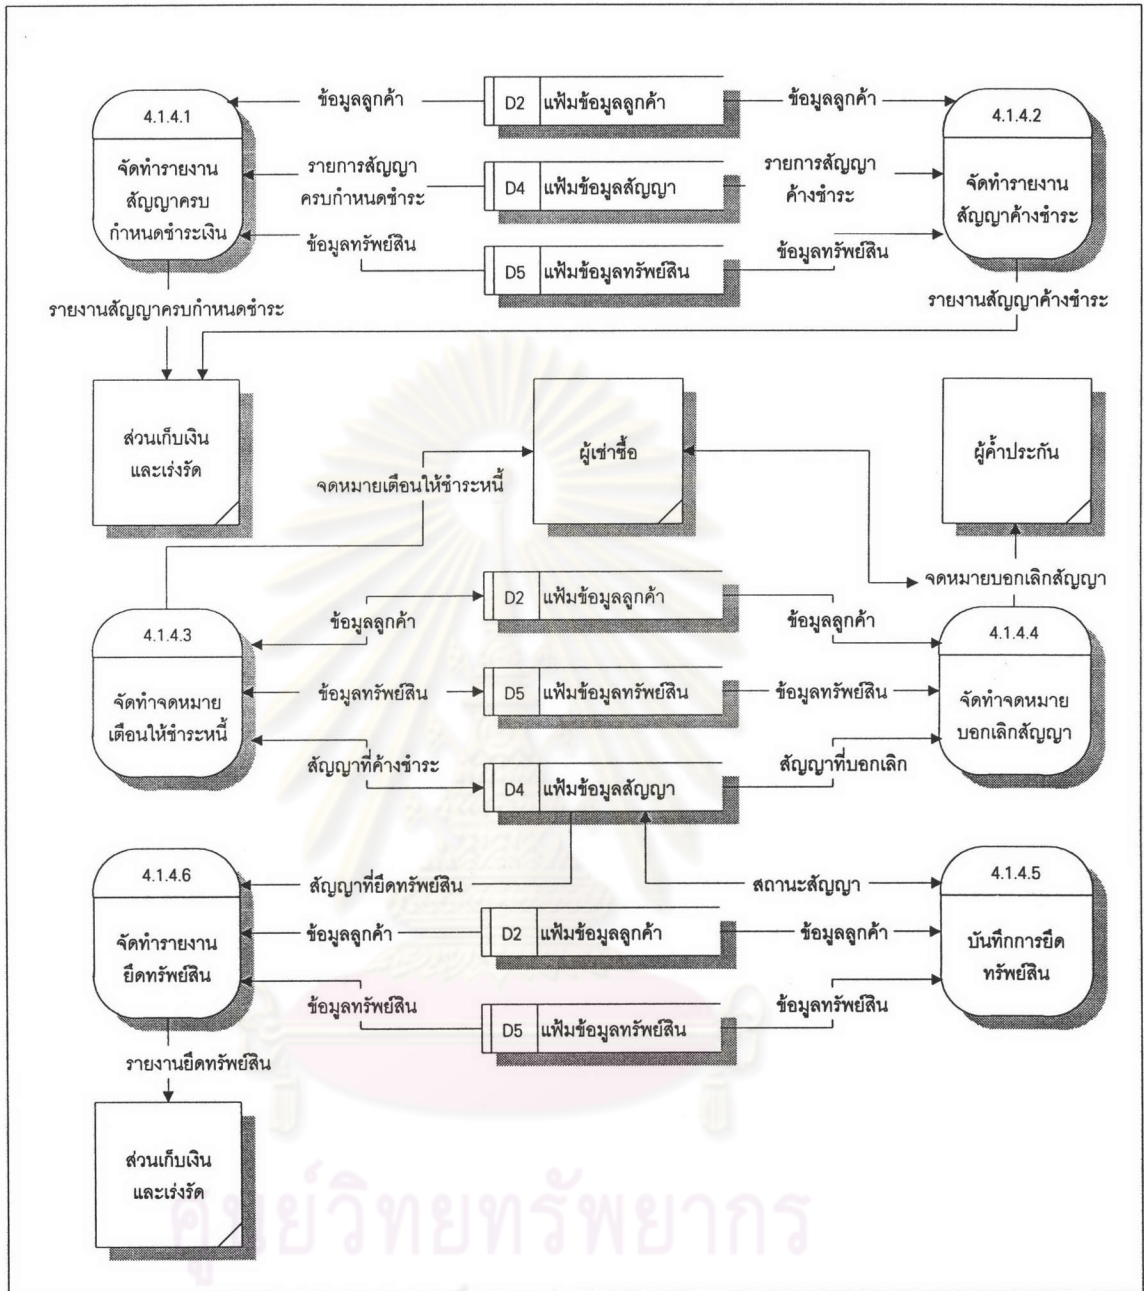 ข้อมูลลูกค้า
D2 แฟ้มข้อมูลลูกค้า
ข้อมูลลูกค้า
4.1.4.1
จัดทำรายงาน
สัญญาครบ
กำหนดชำระเงิน
4.1.4.2
จัดทำรายงาน
สัญญาค้างชำระ
รายการสัญญา
ครบกำหนดชำระ
D4 แฟ้มข้อมูลสัญญา
รายการสัญญา
ค้างชำระ
ข้อมูลทรัพย์สิน
D5 แฟ้มข้อมูลทรัพย์สิน
ข้อมูลทรัพย์สิน
รายงานสัญญาครบกำหนดชำระ
รายงานสัญญาค้างชำระ
ส่วนเก็บเงิน
และเร่งรัด
ผู้เช่าซื้อ
ผู้ค้ำประกัน
จดหมายเตือนให้ชำระหนี้
จดหมายบอกเลิกสัญญา
4.1.4.3
จัดทำจดหมาย
เตือนให้ชำระหนี้
ข้อมูลลูกค้า
D2 แฟ้มข้อมูลลูกค้า
ข้อมูลลูกค้า
4.1.4.4
จัดทำจดหมาย
บอกเลิกสัญญา
ข้อมูลทรัพย์สิน
D5 แฟ้มข้อมูลทรัพย์สิน
ข้อมูลทรัพย์สิน
สัญญาที่ค้างชำระ
D4 แฟ้มข้อมูลสัญญา
สัญญาที่บอกเลิก
4.1.4.6
จัดทำรายงาน
ยึดทรัพย์สิน
สัญญาที่ยึดทรัพย์สิน
สถานะสัญญา
4.1.4.5
บันทึกการยึด
ทรัพย์สิน
ข้อมูลลูกค้า
D2 แฟ้มข้อมูลลูกค้า
ข้อมูลลูกค้า
ข้อมูลทรัพย์สิน
D5 แฟ้มข้อมูลทรัพย์สิน
ข้อมูลทรัพย์สิน
รายงานยึดทรัพย์สิน
ส่วนเก็บเงิน
และเร่งรัด
ศูนย์วิทยทรัพยากร